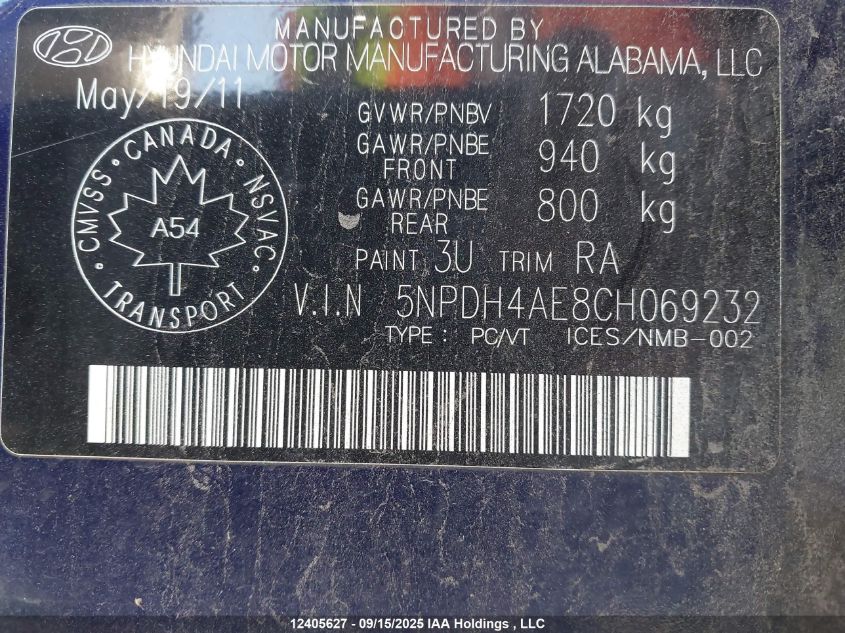 MANUFACTURED BY
HYUNDAI MOTOR MANUFACTURING ALABAMA, LLC
May/19/11
GVWR/PNBV 1720 kg
GAWR/PNBE FRONT 940 kg
GAWR/PNBE REAR 800 kg
CMVSS • CANADA • NSVAC • TRANSPORT •
A54
PAINT 3U TRIM RA
V.I.N 5NPDH4AE8CH069232
TYPE : PC/VT ICES/NMB-002
12405627 - 09/15/2025 IAA Holdings , LLC